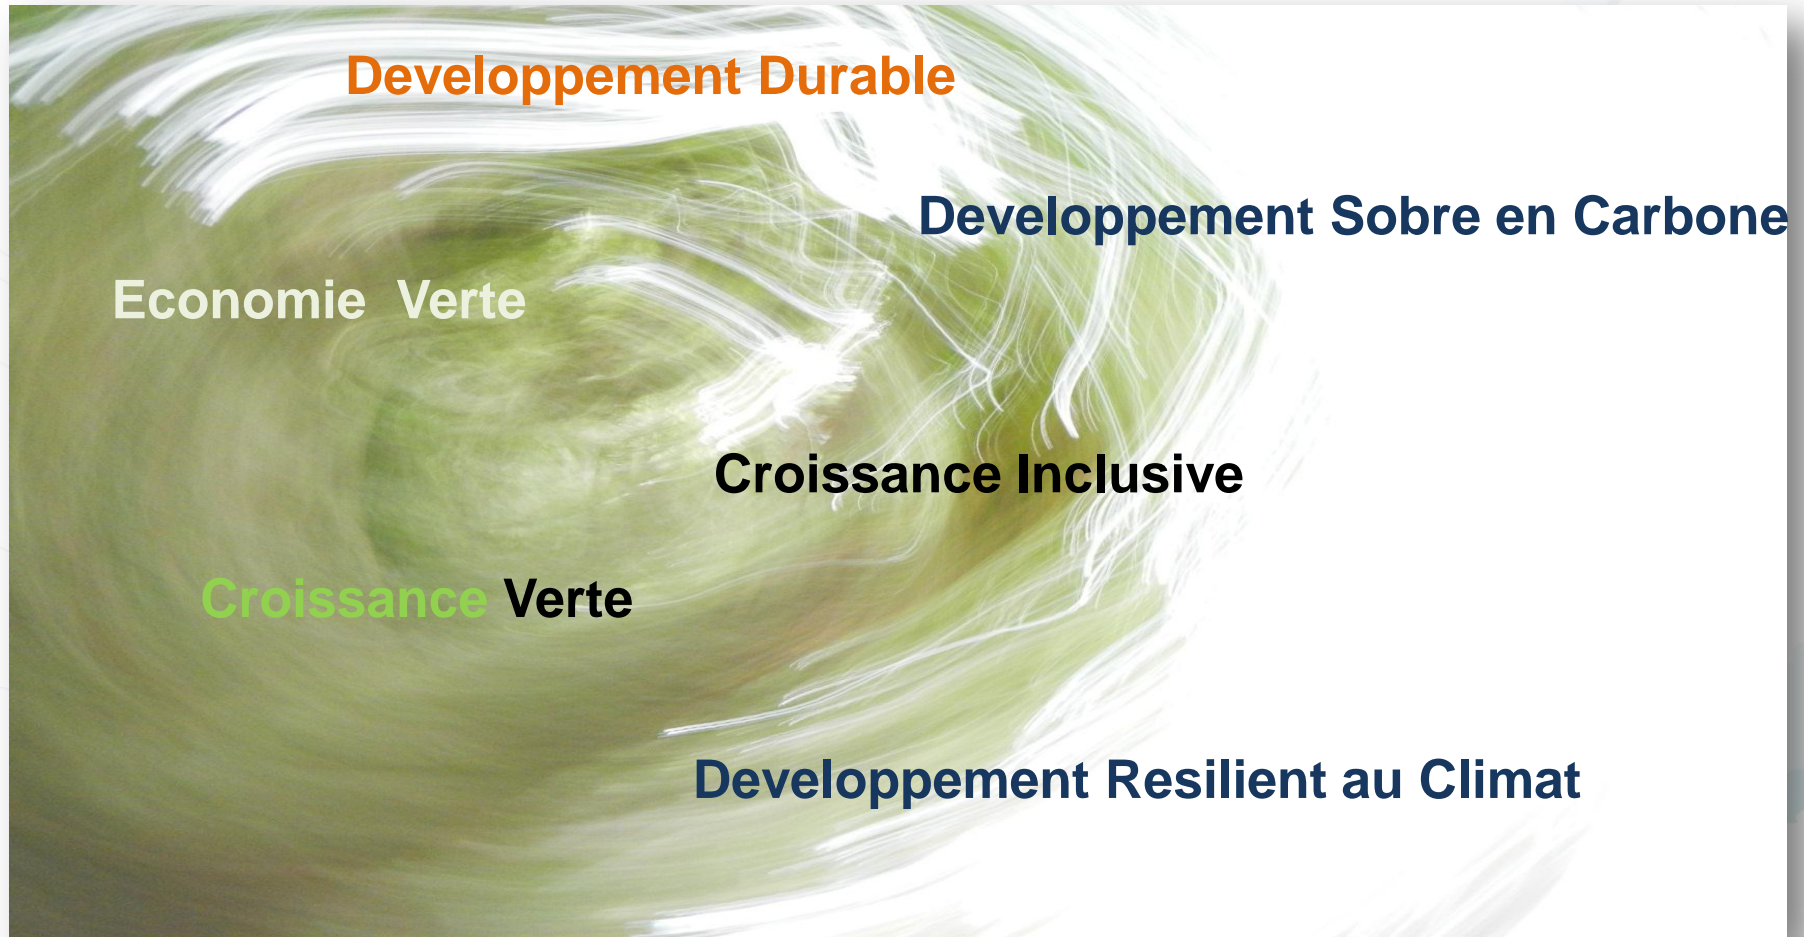 Developpement Durable
Developpement Sobre en Carbone
Economie Verte
Croissance Inclusive
Croissance Verte
Developpement Resilient au Climat